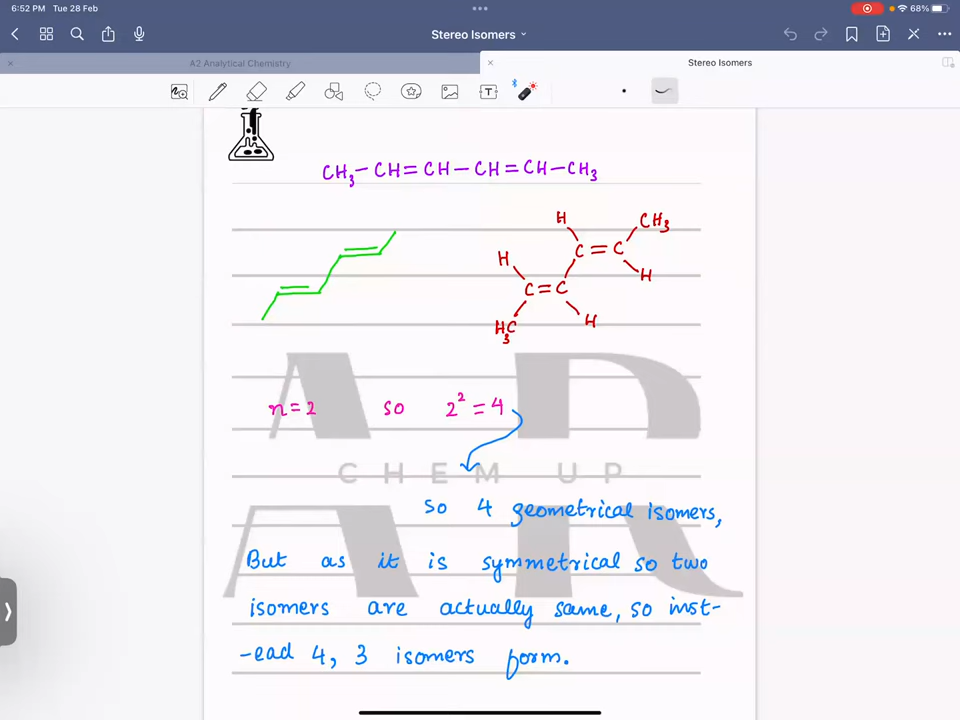 6:52 PM Tue 28 Feb
68%
Stereo Isomers
A2 Analytical Chemistry
Stereo Isomers
CH3-CH=CH-CH=CH-CH3
H CH3
C=C
H H
C=C
H3C H
n=2 so 2²=4
CHEM UP
AR
AR
so 4 geometrical isomers,
But as it is symmetrical so two
isomers are actually same, so inst-
-ead 4, 3 isomers form.